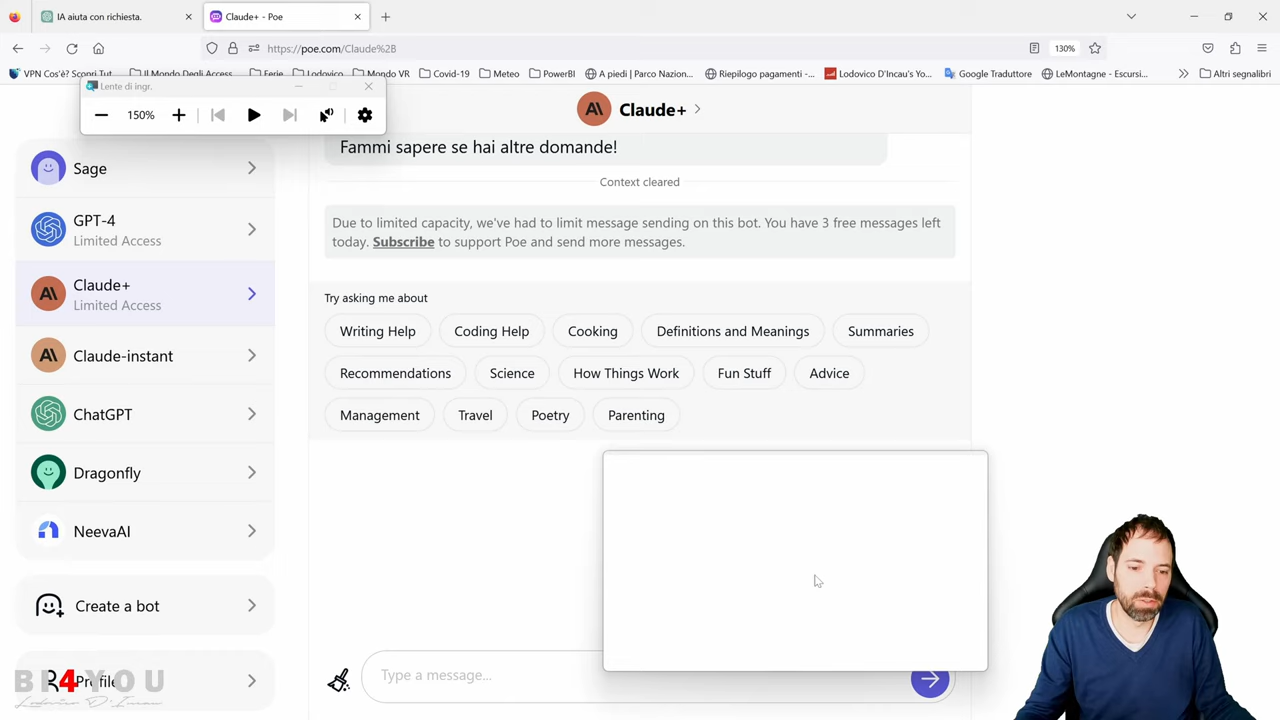 IA aiuta con richiesta.
Claude+ - Poe
https://poe.com/Claude%2B
130%
VPN Cos'è? Scopri Tut
Il Mondo Degli Access
Ferie
Lodovico
Mondo VR
Covid-19
Meteo
PowerBI
A piedi | Parco Nazion...
Riepilogo pagamenti -...
Lodovico D'Incau's Yo...
Google Traduttore
LeMontagne - Escursi...
Altri segnalibri
Lente di ingr.
150%
Claude+
Sage
GPT-4
Limited Access
Claude+
Limited Access
Claude-instant
ChatGPT
Dragonfly
NeevaAI
Create a bot
Profile
Fammi sapere se hai altre domande!
Context cleared
Due to limited capacity, we've had to limit message sending on this bot. You have 3 free messages left
today. Subscribe to support Poe and send more messages.
Try asking me about
Writing Help
Coding Help
Cooking
Definitions and Meanings
Summaries
Recommendations
Science
How Things Work
Fun Stuff
Advice
Management
Travel
Poetry
Parenting
Type a message...
4YOU
Lodovico D'Incau